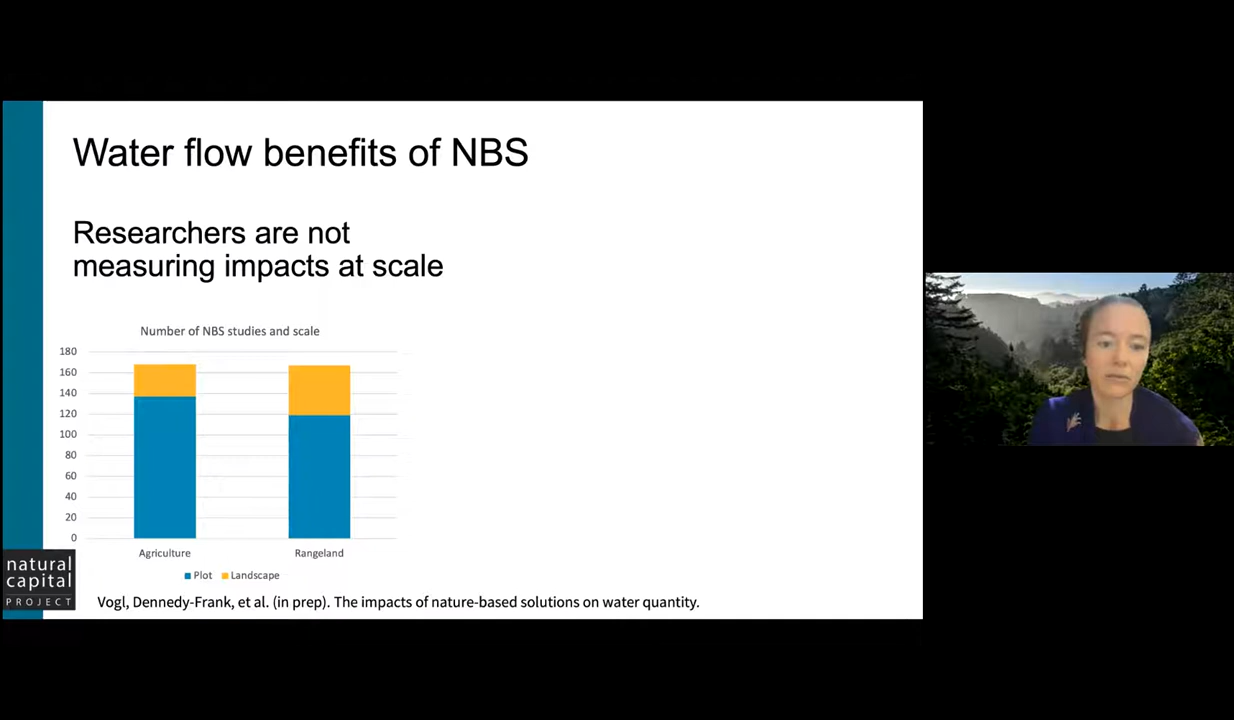 Water flow benefits of NBS
Researchers are not
measuring impacts at scale
Number of NBS studies and scale
180
160
140
120
100
80
60
40
20
0
Agriculture
Rangeland
Plot
Landscape
natural
capital
PROJECT
Vogl, Dennedy-Frank, et al. (in prep). The impacts of nature-based solutions on water quantity.